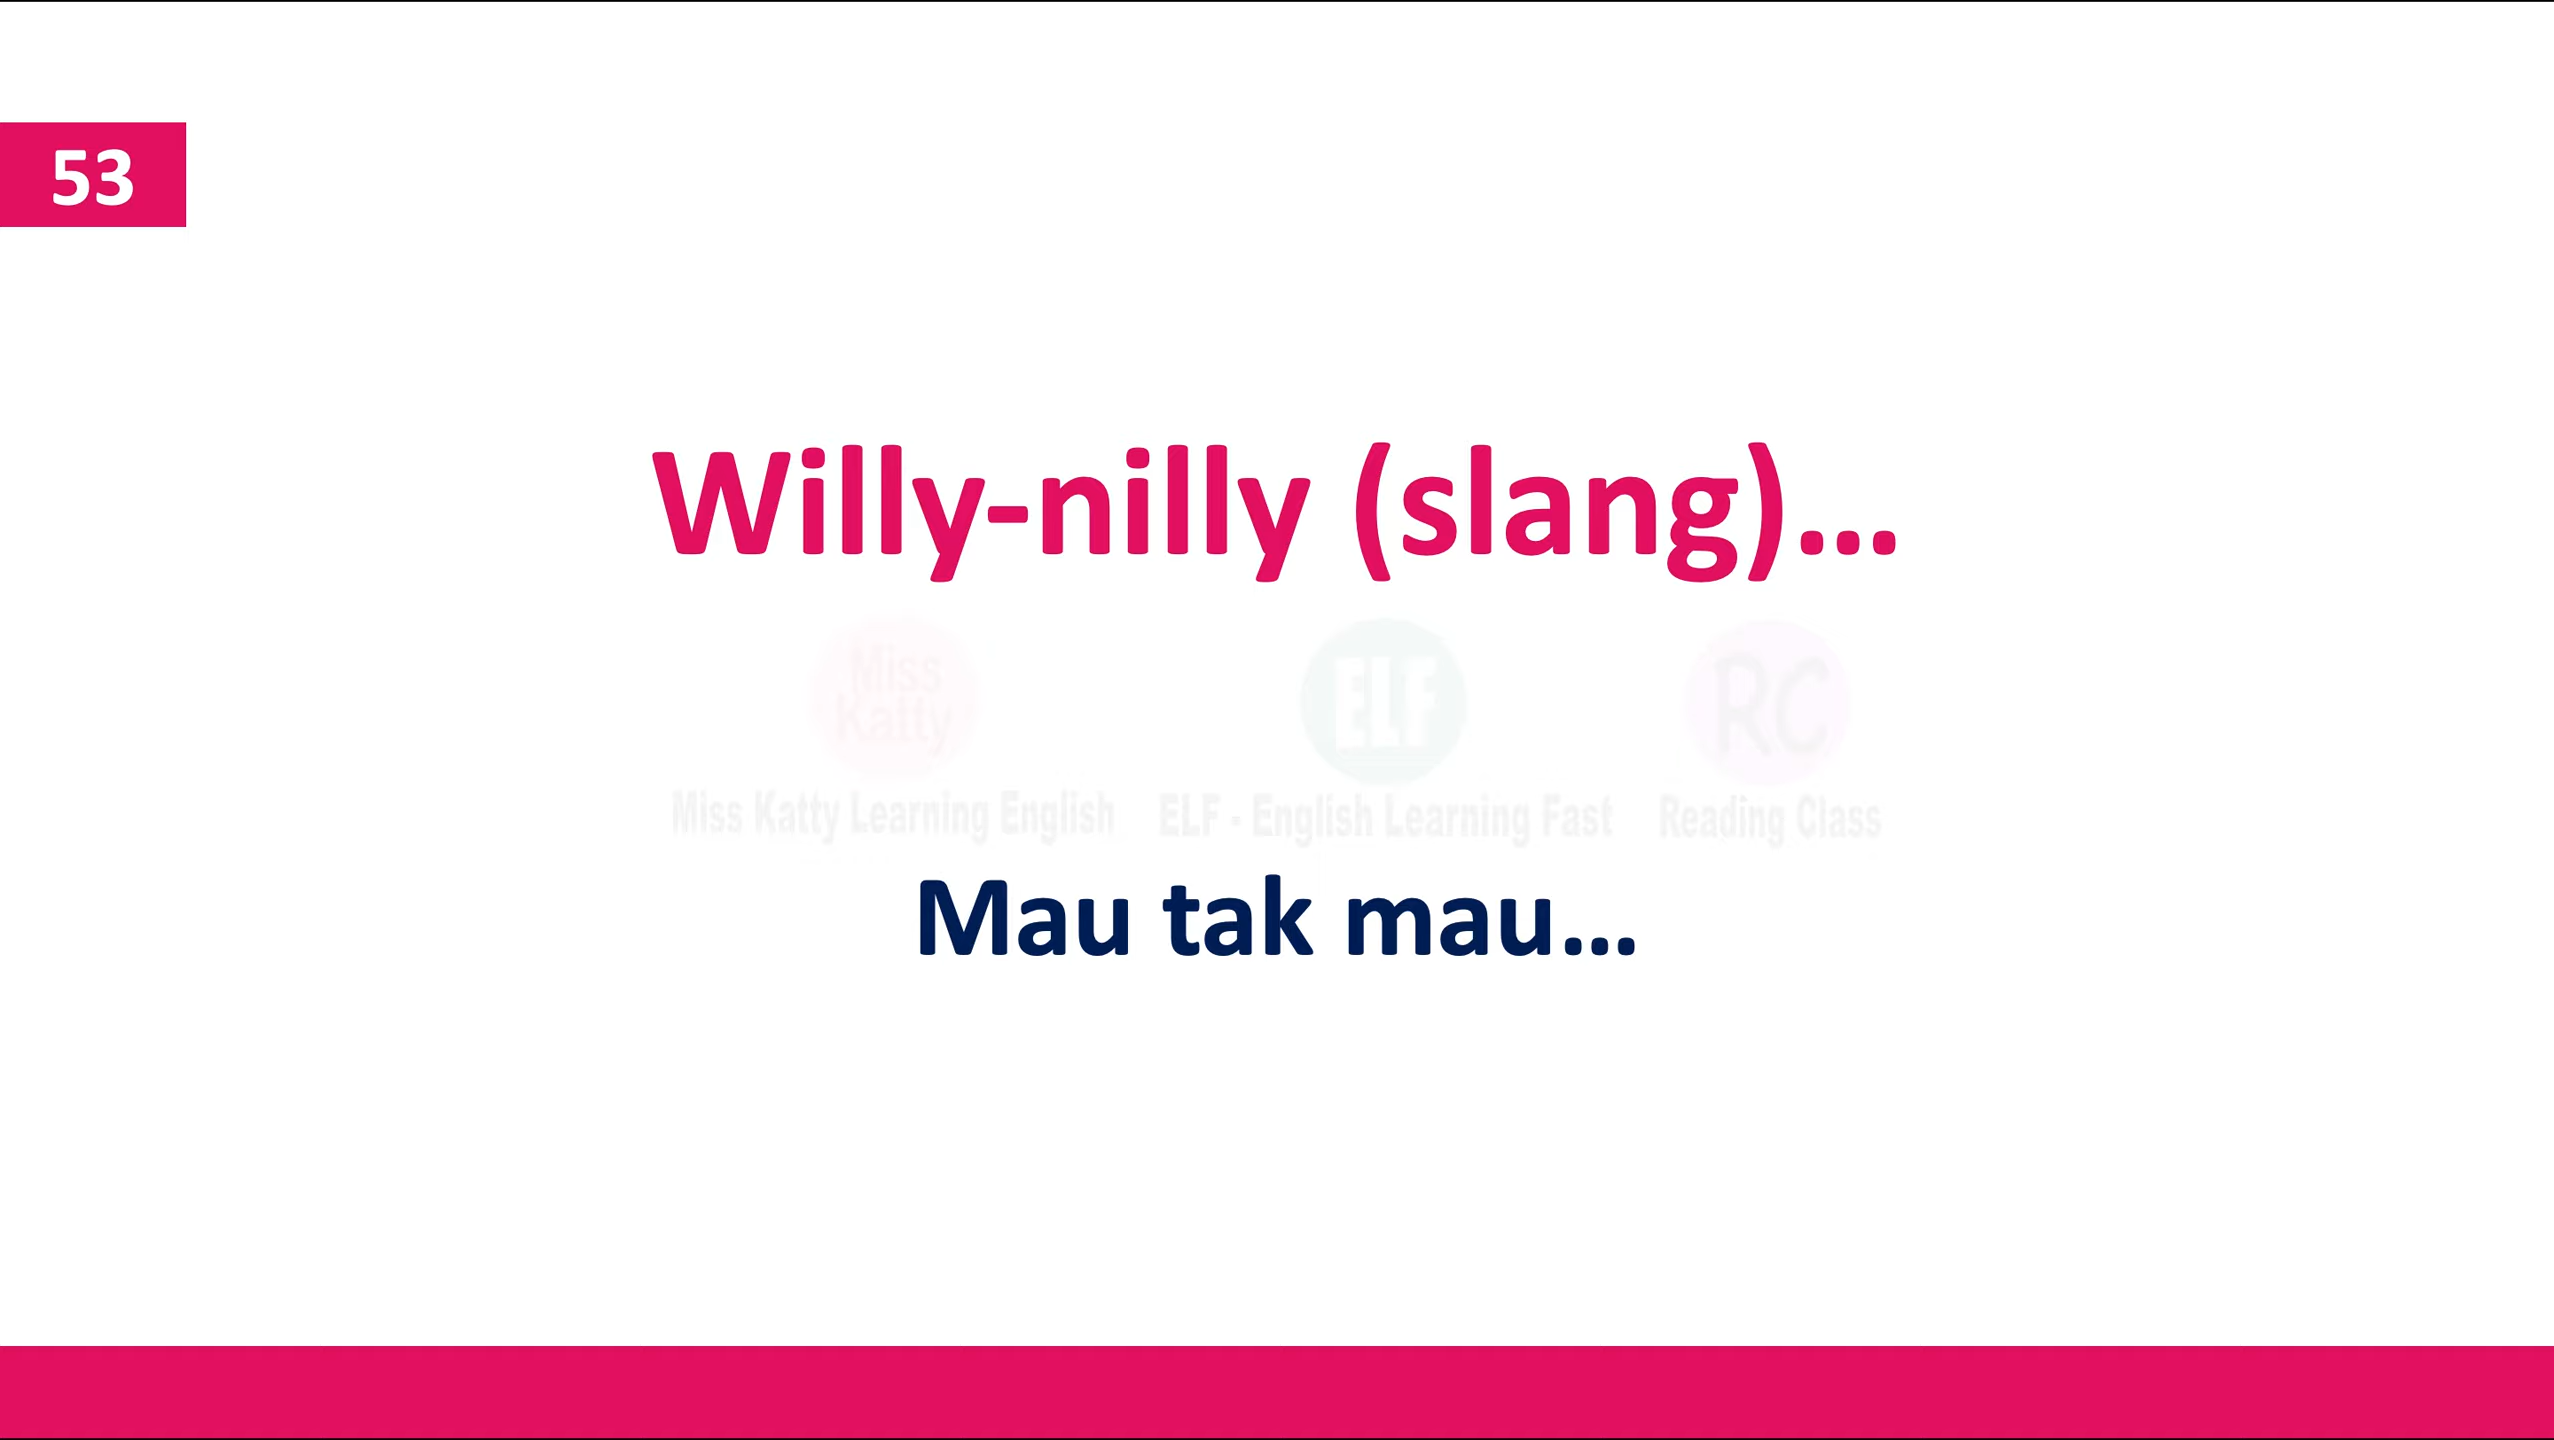 53
Willy-nilly (slang)...
Miss
Katty
ELF
RC
Miss Katty Learning English
ELF - English Learning Fast
Reading Class
Mau tak mau...